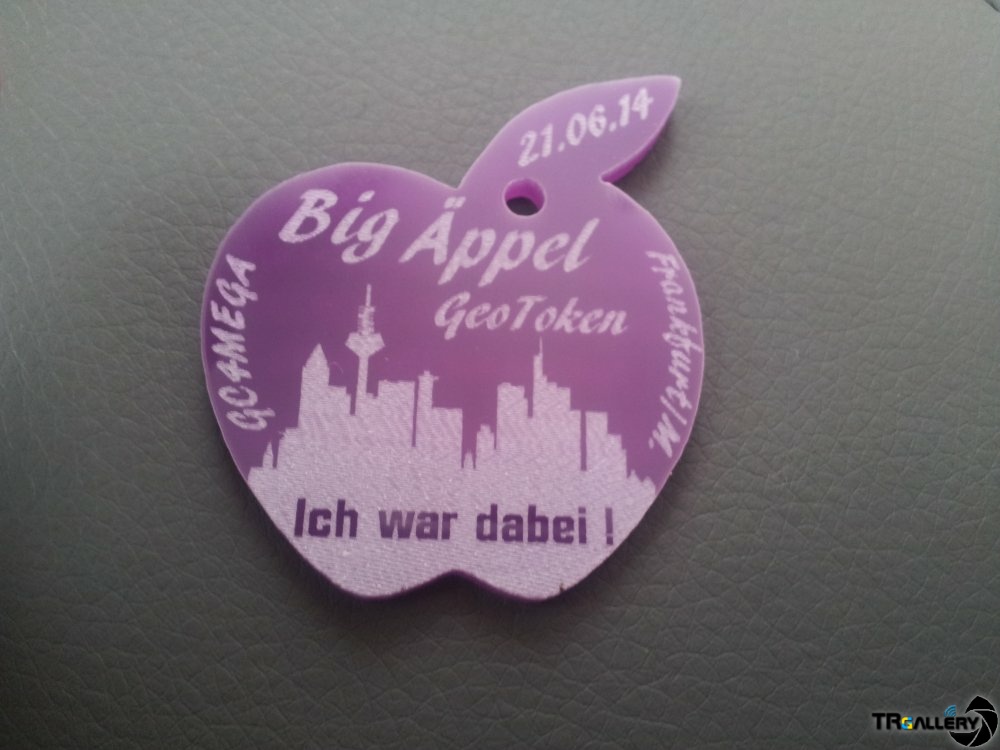 21.06.14
Big Äppel
GeoToken
GC4MEGA
Frankfurt/M.
Ich war dabei !
TRGALLERY